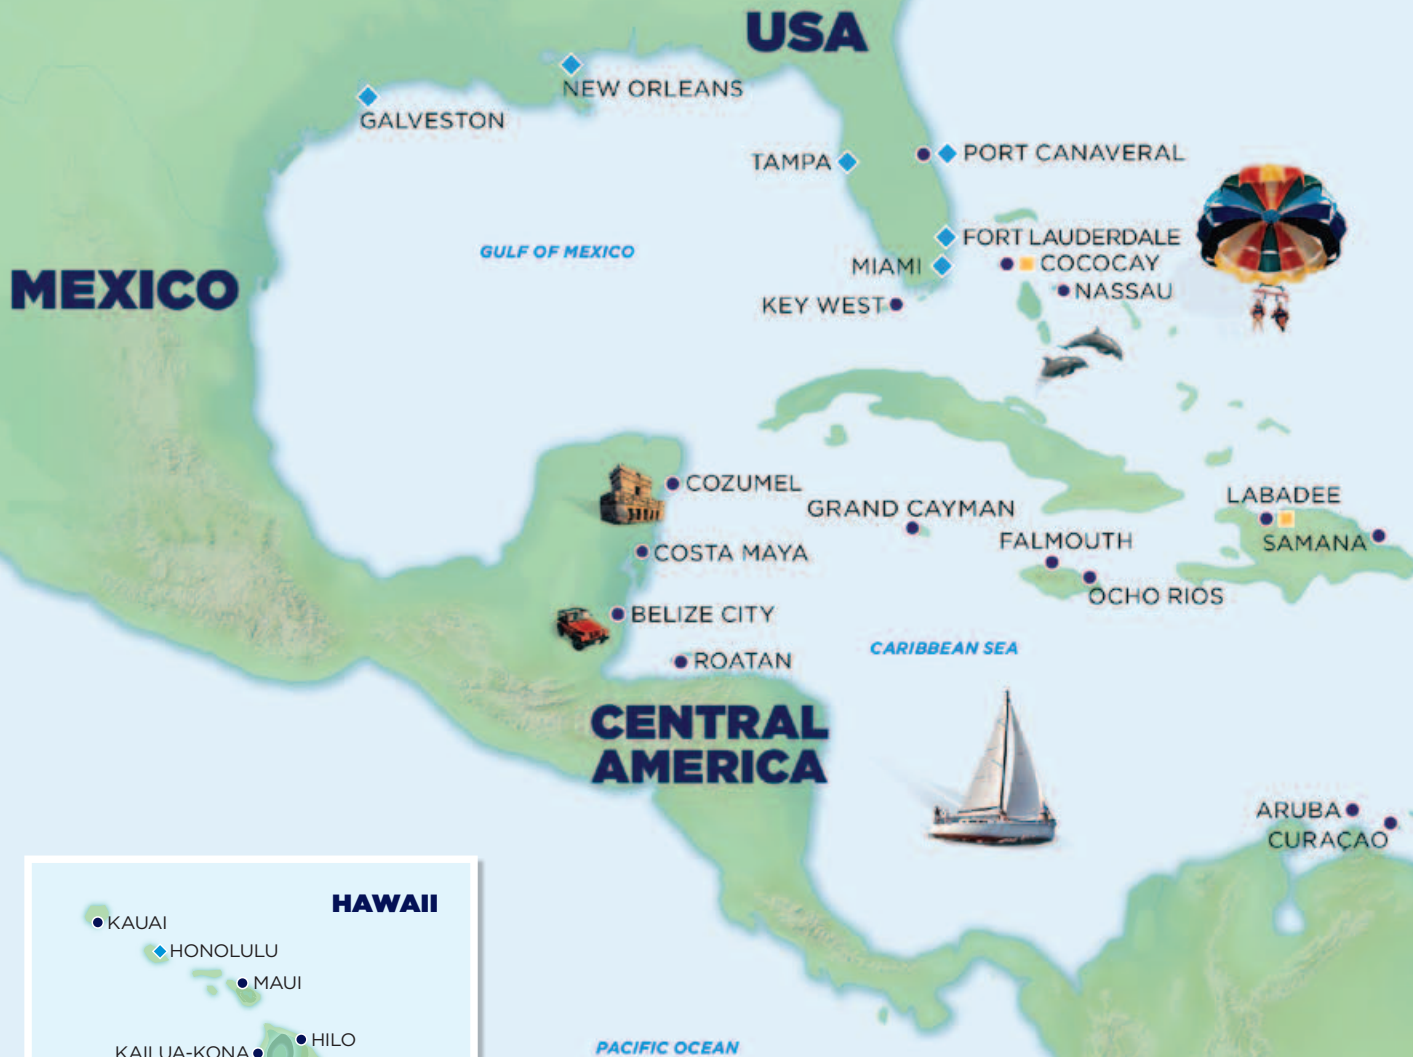 USA
NEW ORLEANS
GALVESTON
TAMPA
PORT CANAVERAL
GULF OF MEXICO
FORT LAUDERDALE
MIAMI
COCOCAY
MEXICO
NASSAU
KEY WEST
COZUMEL
LABADEE
GRAND CAYMAN
FALMOUTH
SAMANA
COSTA MAYA
OCHO RIOS
BELIZE CITY
CARIBBEAN SEA
ROATAN
CENTRAL
AMERICA
ARUBA
CURAÇAO
HAWAII
KAUAI
HONOLULU
MAUI
HILO
KAILUA-KONA
PACIFIC OCEAN